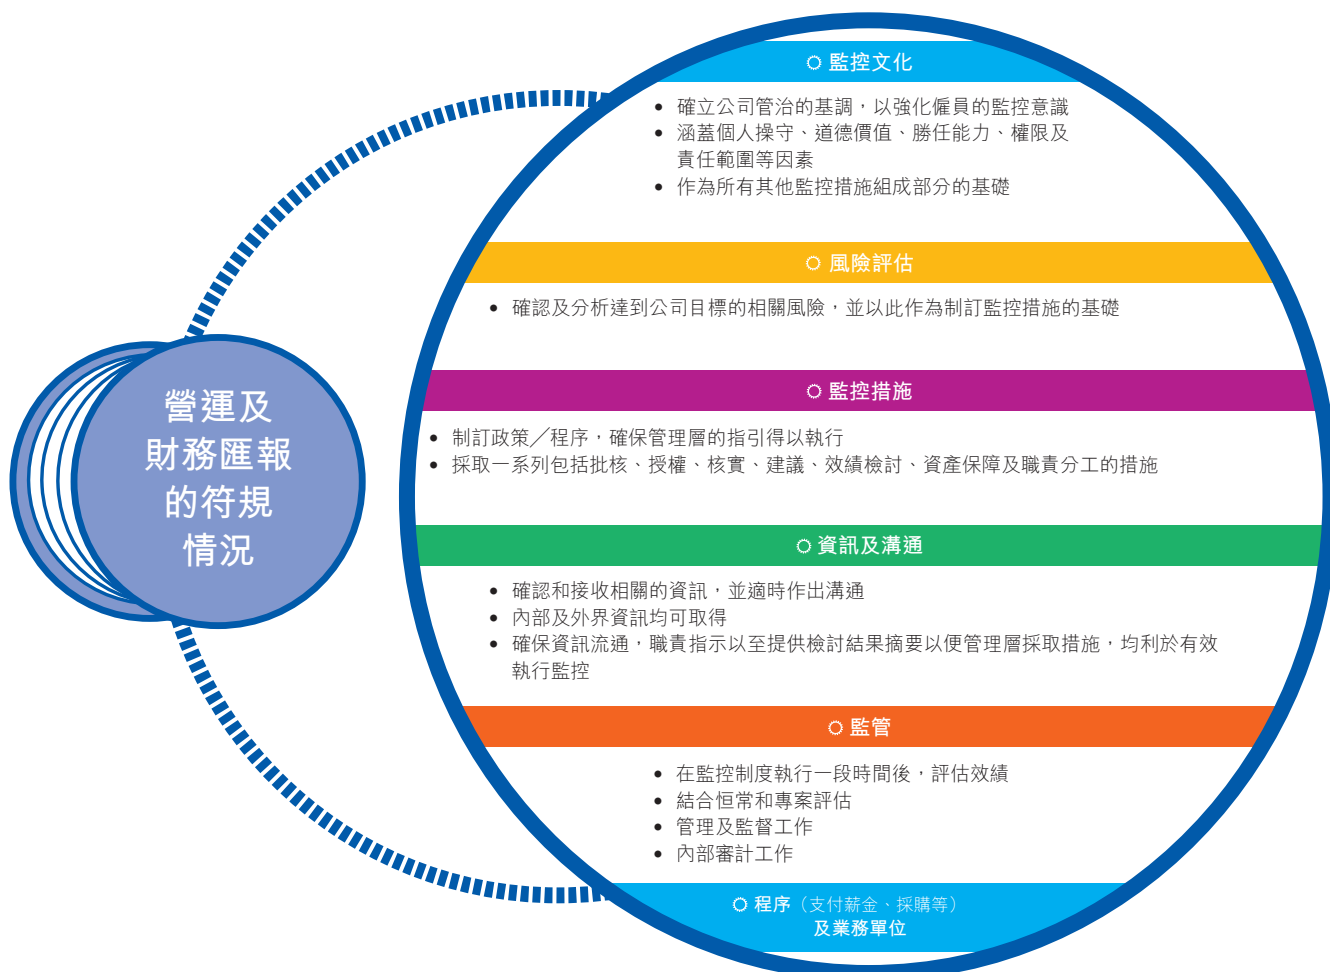 營運及
財務匯報
的符規
情況
監控文化
• 確立公司管治的基調，以強化僱員的監控意識
• 涵蓋個人操守、道德價值、勝任能力、權限及
責任範圍等因素
• 作為所有其他監控措施組成部分的基礎
風險評估
• 確認及分析達到公司目標的相關風險，並以此作為制訂監控措施的基礎
監控措施
• 制訂政策╱程序，確保管理層的指引得以執行
• 採取一系列包括批核、授權、核實、建議、效績檢討、資產保障及職責分工的措施
資訊及溝通
• 確認和接收相關的資訊，並適時作出溝通
• 內部及外界資訊均可取得
• 確保資訊流通，職責指示以至提供檢討結果摘要以便管理層採取措施，均利於有效
執行監控
監管
• 在監控制度執行一段時間後，評估效績
• 結合恒常和專案評估
• 管理及監督工作
• 內部審計工作
程序（支付薪金、採購等）
及業務單位